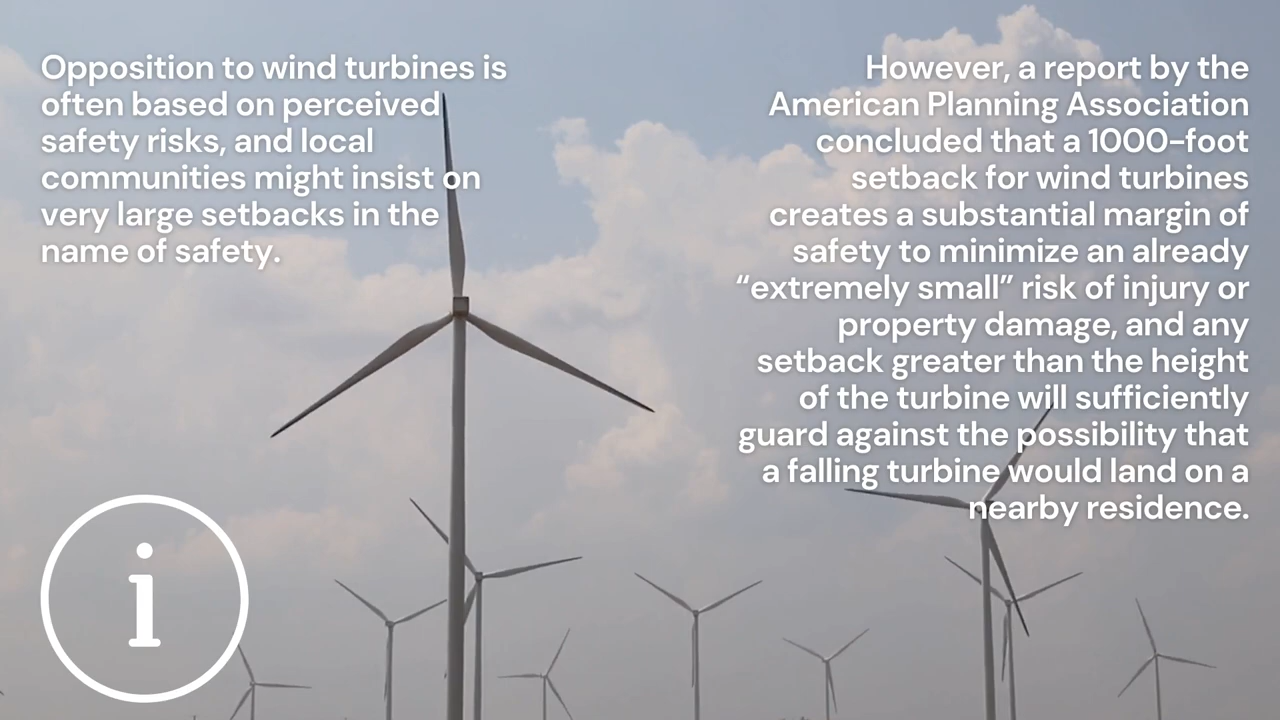 Opposition to wind turbines is
often based on perceived
safety risks, and local
communities might insist on
very large setbacks in the
name of safety.
However, a report by the
American Planning Association
concluded that a 1000-foot
setback for wind turbines
creates a substantial margin of
safety to minimize an already
“extremely small” risk of injury or
property damage, and any
setback greater than the height
of the turbine will sufficiently
guard against the possibility that
a falling turbine would land on a
nearby residence.
i